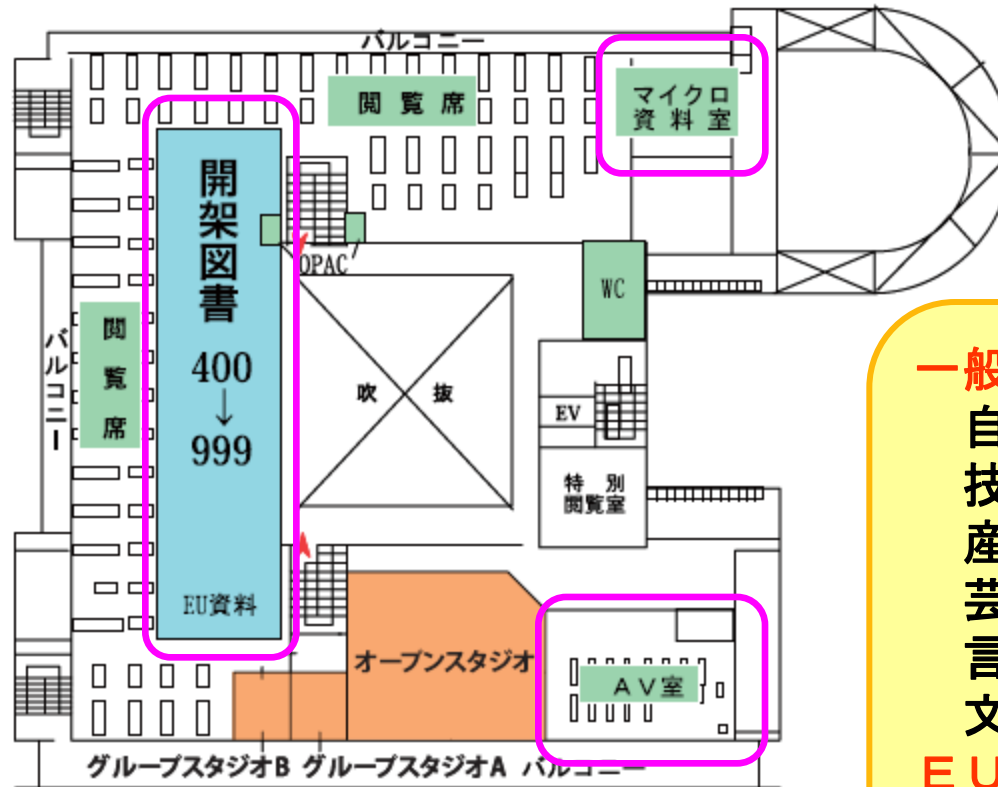 バルコニー
閲覧席
マイクロ
資料室
開架図書
400
↓
999
EU資料
OPAC
WC
閲覧席
バルコニー
吹抜
EV
特別
閲覧室
オープンスタジオ
AV室
グループスタジオB グループスタジオA バルコニー
一般
自
技
産
芸
言
文
EU